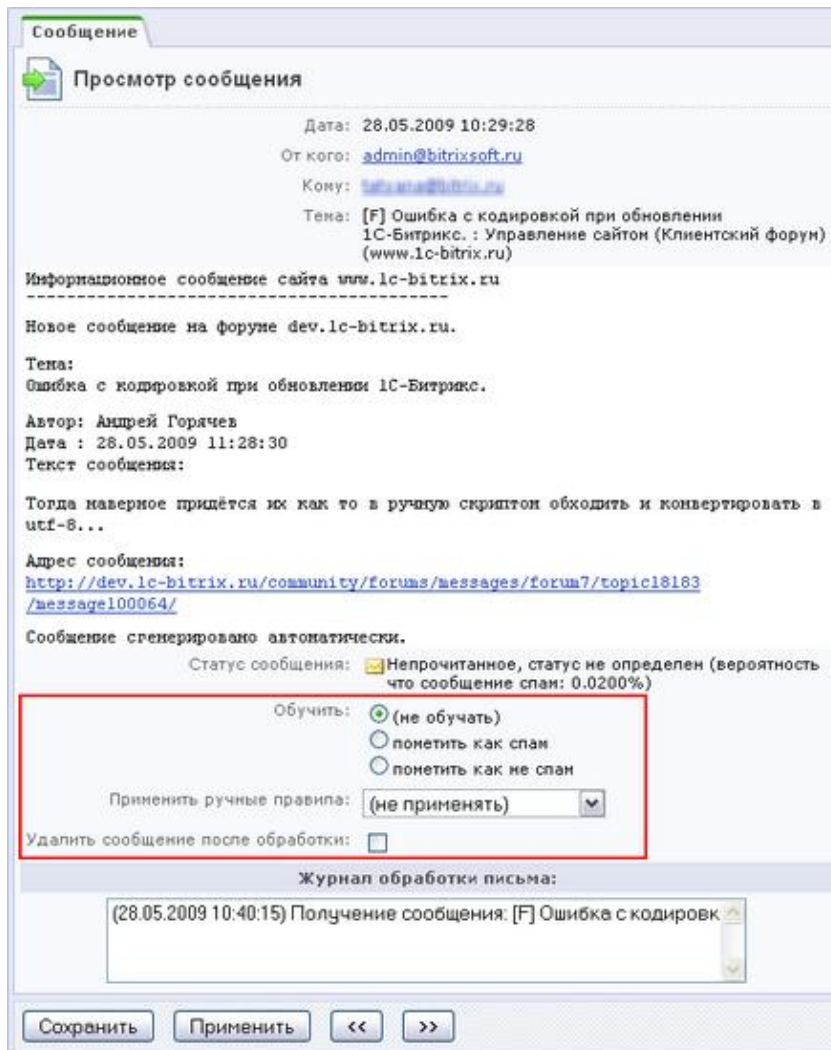 Сообщение
Просмотр сообщения
Дата: 28.05.2009 10:29:28
От кого: admin@bitrixsoft.ru
Кому:
Тема: [F] Ошибка с кодировкой при обновлении
1С-Битрикс. : Управление сайтом (Клиентский форум)
(www.1c-bitrix.ru)
Информационное сообщение сайта www.1c-bitrix.ru
------------------------------------------
Новое сообщение на форуме dev.1c-bitrix.ru.
Тема:
Ошибка с кодировкой при обновлении 1С-Битрикс.
Автор: Андрей Горячев
Дата : 28.05.2009 11:28:30
Текст сообщения:
Тогда наверное придётся их как то в ручную скриптом обходить и конвертировать в
utf-8...
Адрес сообщения:
http://dev.1c-bitrix.ru/community/forums/messages/forum7/topic18183
/message100064/
Сообщение сгенерировано автоматически.
Статус сообщения: Непрочитанное, статус не определен (вероятность
что сообщение спам: 0.0200%)
Обучить: (не обучать)
пометить как спам
пометить как не спам
Применить ручные правила: (не применять)
Удалить сообщение после обработки:
Журнал обработки письма:
(28.05.2009 10:40:15) Получение сообщения: [F] Ошибка с кодировк
Сохранить Применить << >>